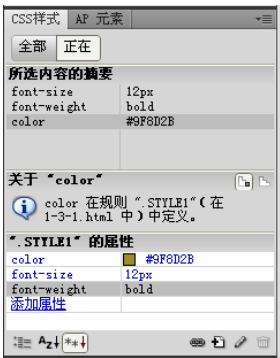 CSS样式 AP 元素
全部 正在
所选内容的摘要
font-size 12px
font-weight bold
color #9F8D2B
关于 "color"
color 在规则 ".STYLE1"(在
1-3-1.html 中)中定义。
".STYLE1" 的属性
color #9F8D2B
font-size 12px
font-weight bold
添加属性
Az↓ **↓